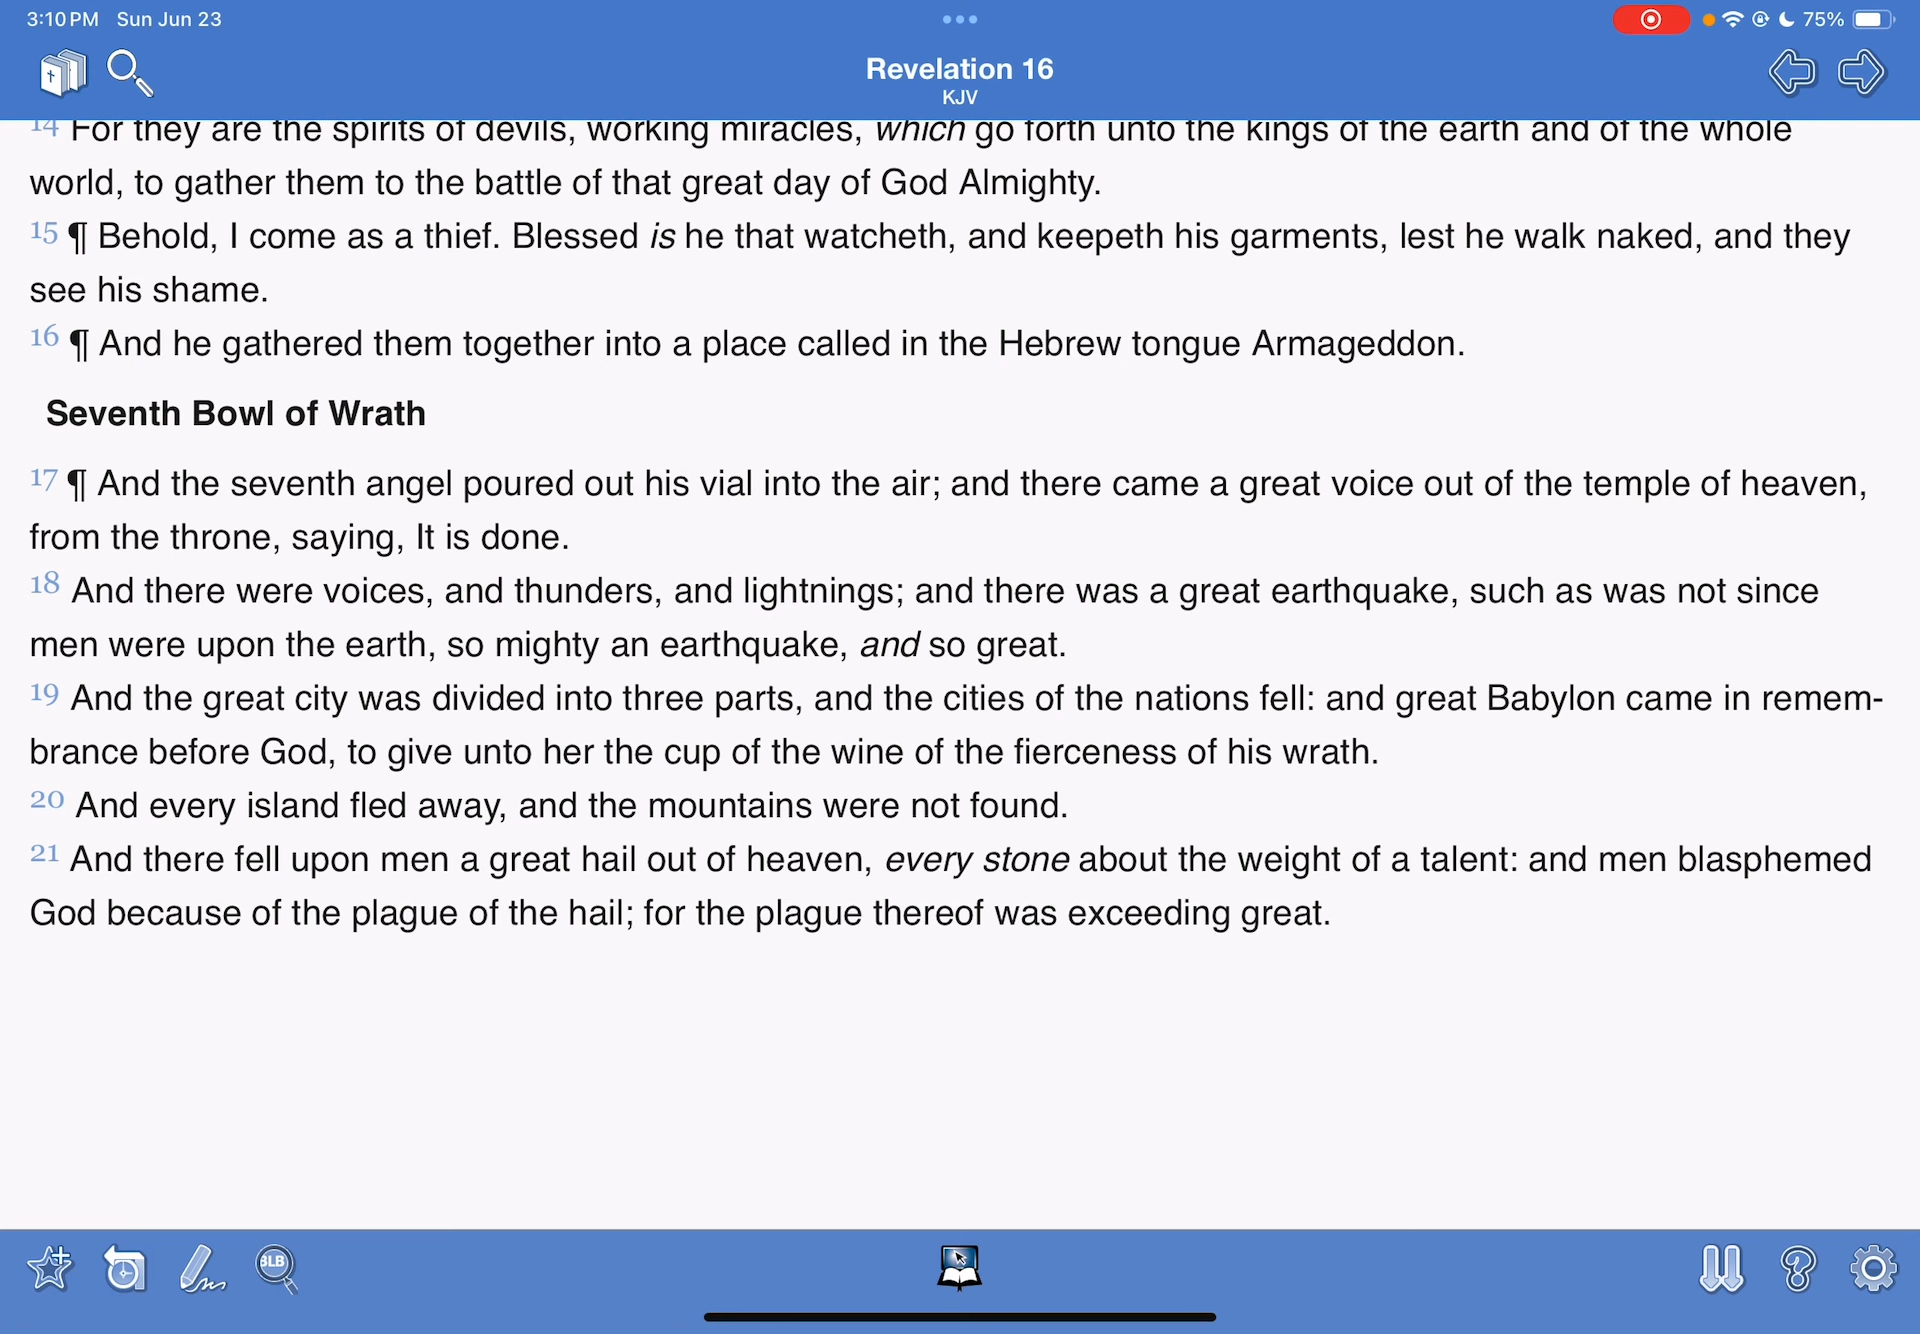 3:10 PM Sun Jun 23
75%
Revelation 16
KJV
14 For they are the spirits of devils, working miracles, which go forth unto the kings of the earth and of the whole
world, to gather them to the battle of that great day of God Almighty.
15 ¶ Behold, I come as a thief. Blessed is he that watcheth, and keepeth his garments, lest he walk naked, and they
see his shame.
16 ¶ And he gathered them together into a place called in the Hebrew tongue Armageddon.
Seventh Bowl of Wrath
17 ¶ And the seventh angel poured out his vial into the air; and there came a great voice out of the temple of heaven,
from the throne, saying, It is done.
18 And there were voices, and thunders, and lightnings; and there was a great earthquake, such as was not since
men were upon the earth, so mighty an earthquake, and so great.
19 And the great city was divided into three parts, and the cities of the nations fell: and great Babylon came in remem-
brance before God, to give unto her the cup of the wine of the fierceness of his wrath.
20 And every island fled away, and the mountains were not found.
21 And there fell upon men a great hail out of heaven, every stone about the weight of a talent: and men blasphemed
God because of the plague of the hail; for the plague thereof was exceeding great.
BLB